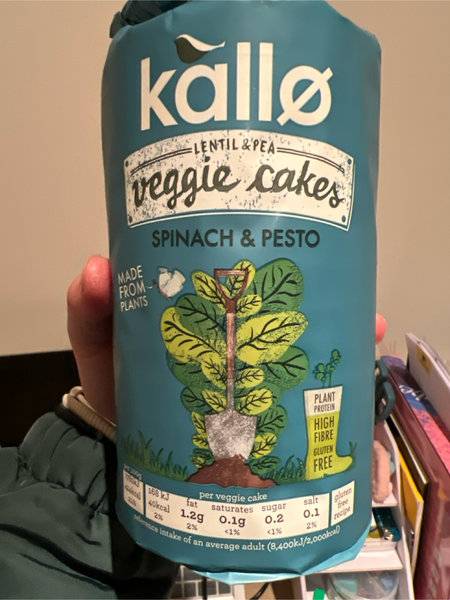 kallø
LENTIL & PEA
veggie cakes
SPINACH & PESTO
MADE
FROM
PLANTS
PLANT
PROTEIN
HIGH
FIBRE
GLUTEN
FREE
per veggie cake
168 kJ
40kcal
2%
fat
1.2g
2%
saturates
0.1g
<1%
sugar
0.2
<1%
salt
0.1
2%
gluten
free
recipe
reference intake of an average adult (8,400kJ/2,000kcal)